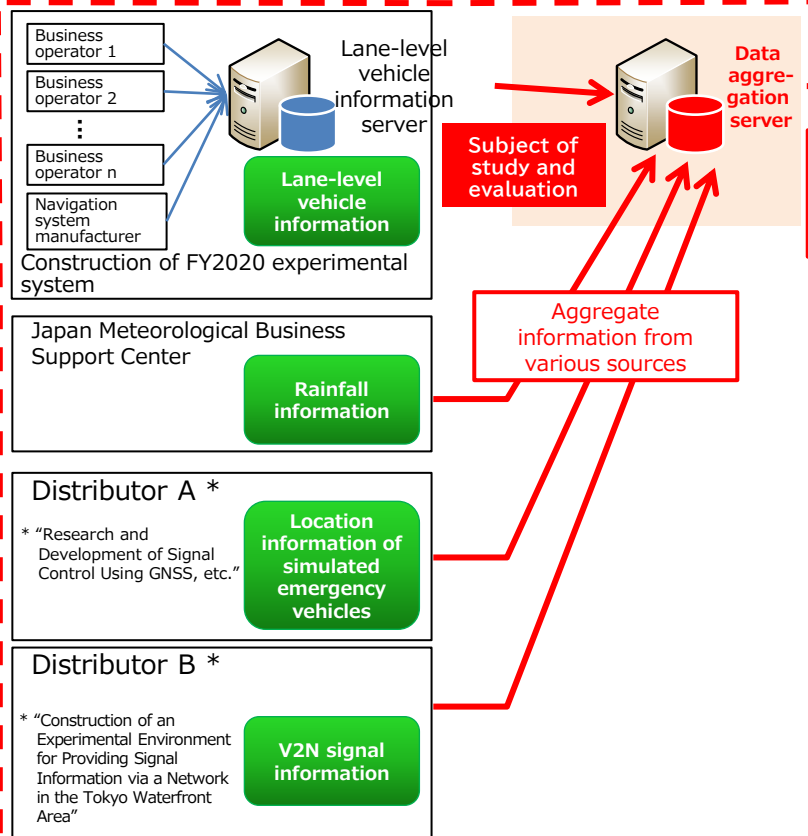 Business
operator 1
Business
operator 2
⋮
Business
operator n
Navigation
system
manufacturer
Lane-level
vehicle
information
server
Lane-level
vehicle
information
Construction of FY2020 experimental
system
Subject of
study and
evaluation
Data
aggre-
gation
server
Aggregate
information from
various sources
Japan Meteorological Business
Support Center
Rainfall
information
Distributor A *
* “Research and
Development of Signal
Control Using GNSS, etc.”
Location
information of
simulated
emergency
vehicles
Distributor B *
* “Construction of an
Experimental Environment
for Providing Signal
Information via a Network
in the Tokyo Waterfront
Area”
V2N signal
information